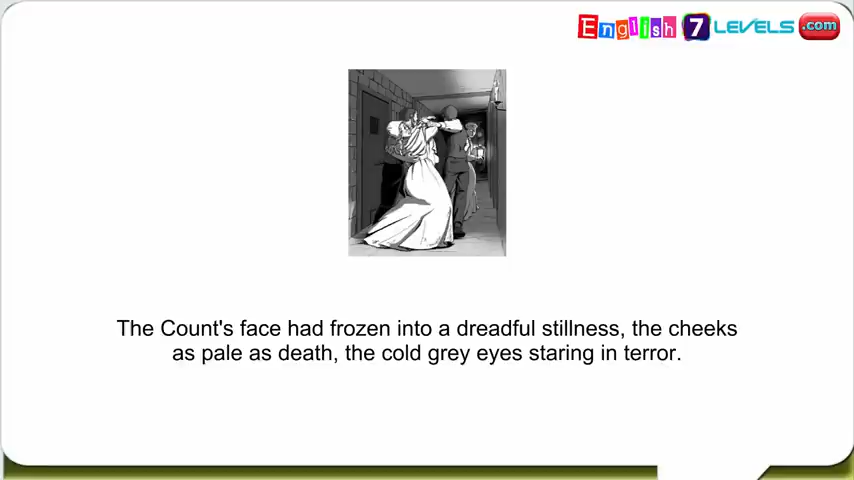 English 7 LEVELS .com
The Count's face had frozen into a dreadful stillness, the cheeks
as pale as death, the cold grey eyes staring in terror.